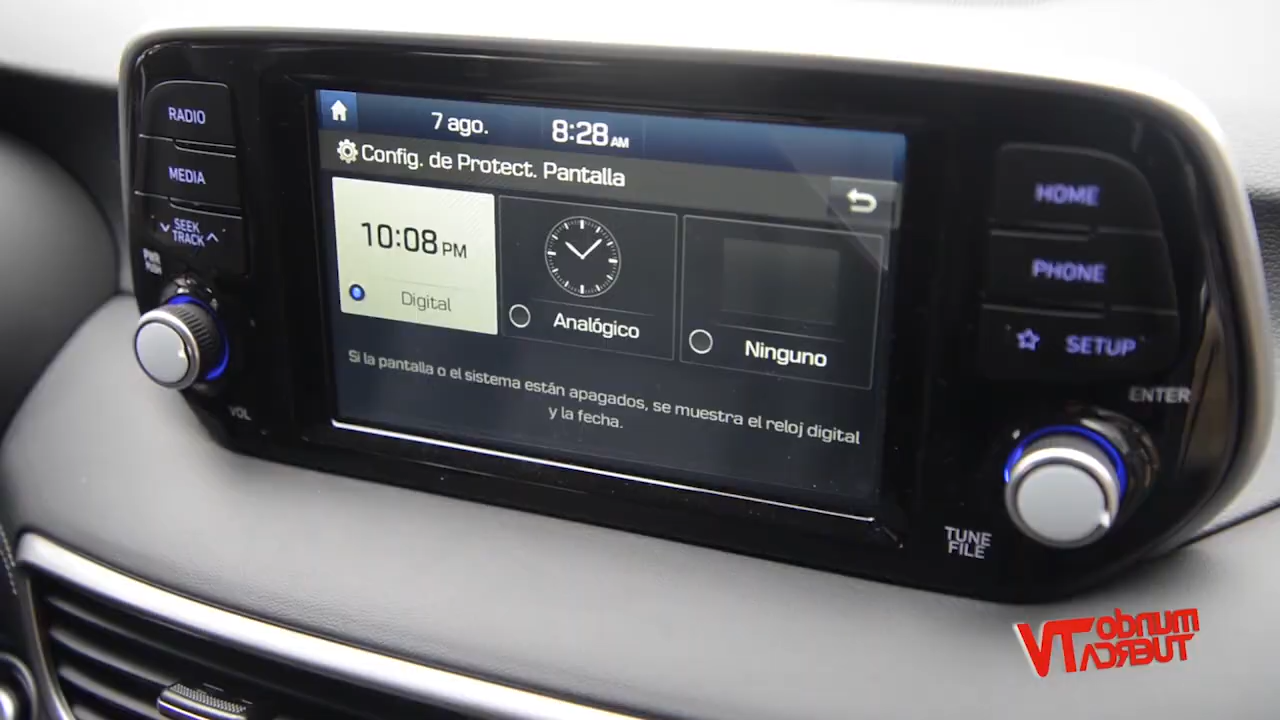 RADIO
MEDIA
SEEK
TRACK
PWR
PUSH
VOL
7 ago.
8:28 AM
Config. de Protect. Pantalla
10:08 PM
Digital
Analógico
Ninguno
Si la pantalla o el sistema están apagados, se muestra el reloj digital
y la fecha.
HOME
PHONE
SETUP
ENTER
TUNE
FILE
VT